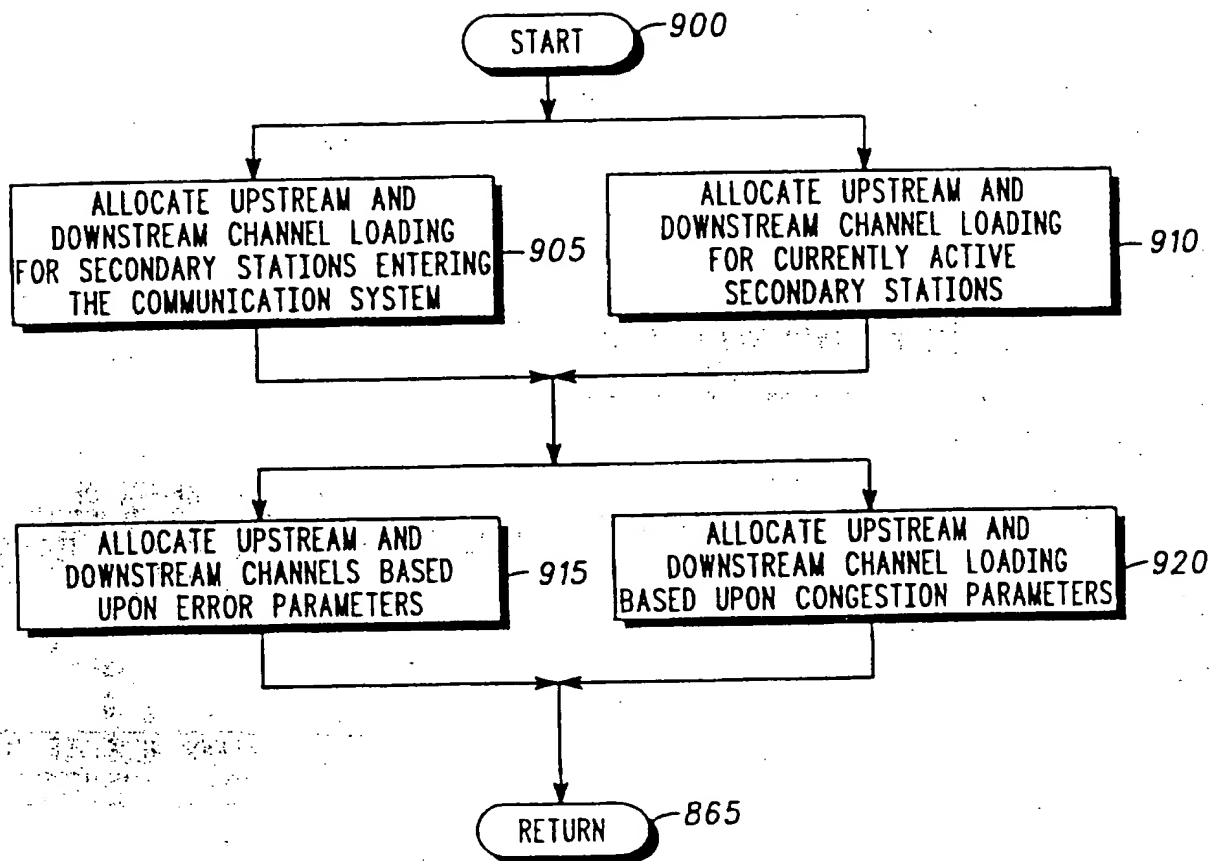 START
900
ALLOCATE UPSTREAM AND
DOWNSTREAM CHANNEL LOADING
FOR SECONDARY STATIONS ENTERING
THE COMMUNICATION SYSTEM
905
ALLOCATE UPSTREAM AND
DOWNSTREAM CHANNEL LOADING
FOR CURRENTLY ACTIVE
SECONDARY STATIONS
910
ALLOCATE UPSTREAM AND
DOWNSTREAM CHANNELS BASED
UPON ERROR PARAMETERS
915
ALLOCATE UPSTREAM AND
DOWNSTREAM CHANNEL LOADING
BASED UPON CONGESTION PARAMETERS
920
RETURN
865